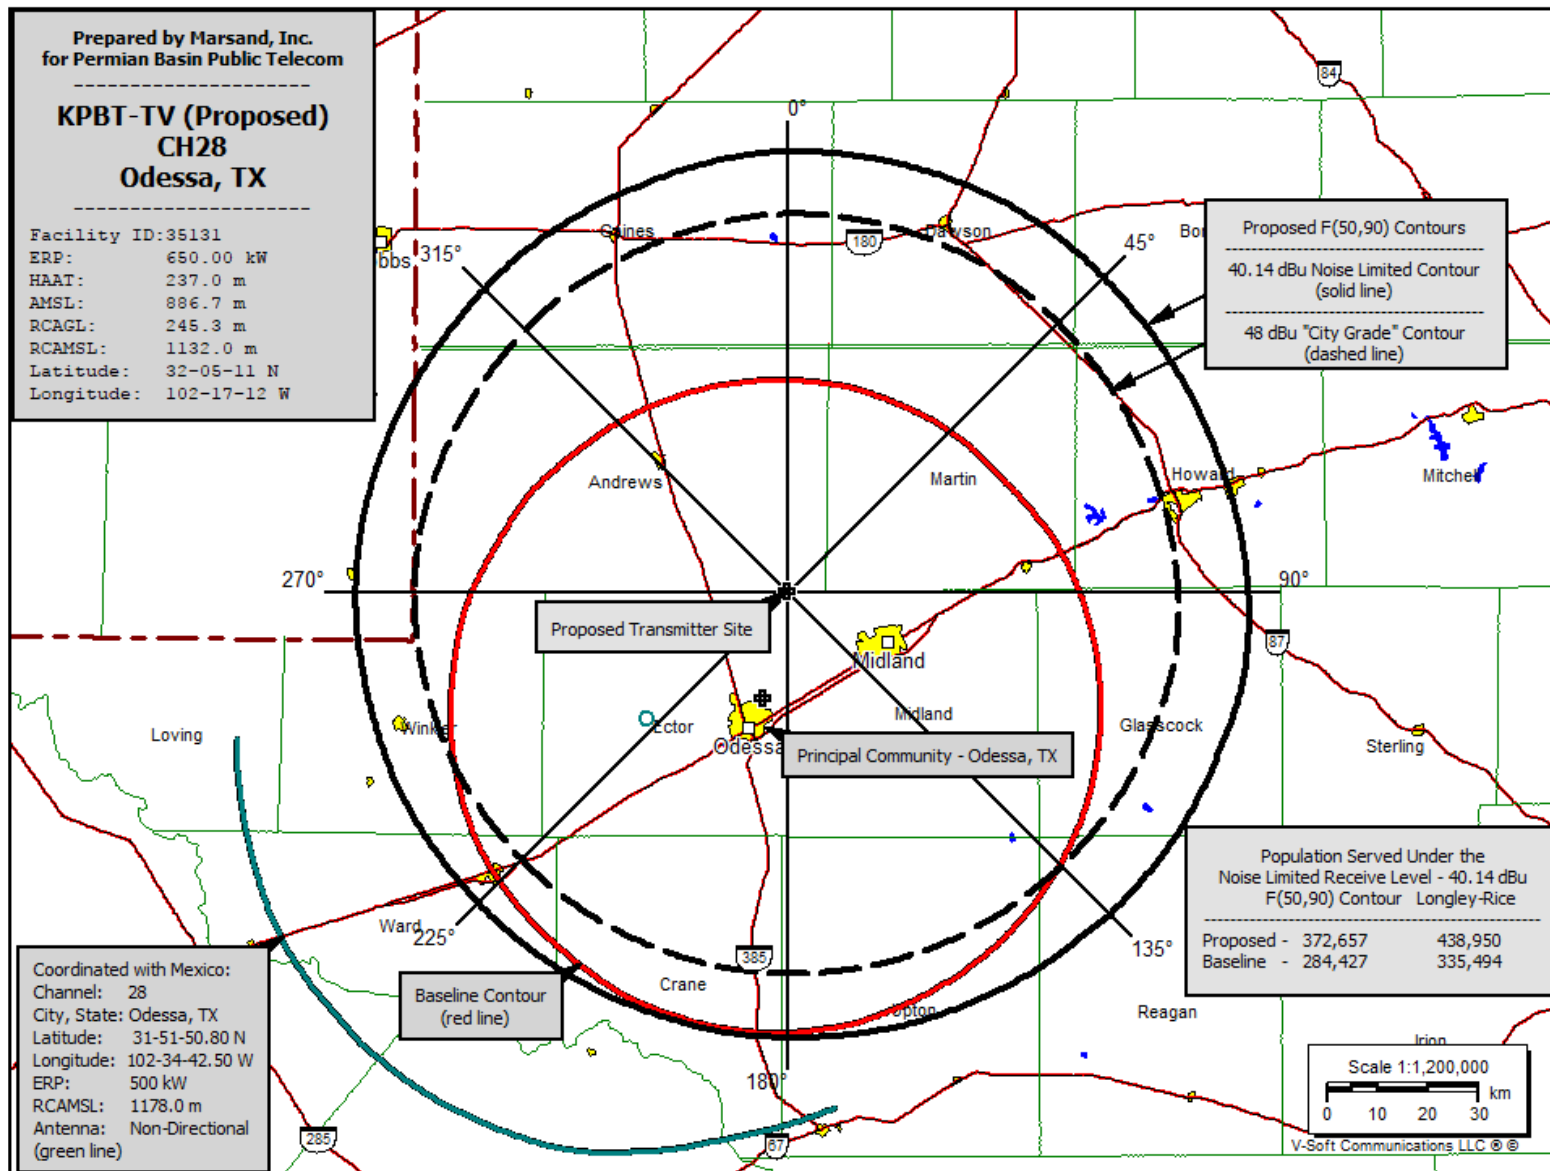 Prepared by Marsand, Inc.
for Permian Basin Public Telecom
KPBT-TV (Proposed)
CH28
Odessa, TX
Facility ID:35131
ERP: 650.00 kW
HAAT: 237.0 m
AMSL: 886.7 m
RCAGL: 245.3 m
RCAMSL: 1132.0 m
Latitude: 32-05-11 N
Longitude: 102-17-12 W
84
0°
Proposed F(50,90) Contours
40.14 dBu Noise Limited Contour
(solid line)
48 dBu "City Grade" Contour
(dashed line)
Gaines
Dawson
Bor
180
45°
obbs
315°
Andrews
Martin
Howard
Mitchell
270°
90°
Proposed Transmitter Site
Midland
87
Loving
Winkler
Ector
Midland
Glasscock
Odessa
Sterling
Principal Community - Odessa, TX
Population Served Under the
Noise Limited Receive Level - 40.14 dBu
F(50,90) Contour Longley-Rice
Proposed - 372,657 438,950
Baseline - 284,427 335,494
Ward
225°
135°
385
Crane
Upton
Reagan
Irion
Baseline Contour
(red line)
Coordinated with Mexico:
Channel: 28
City, State: Odessa, TX
Latitude: 31-51-50.80 N
Longitude: 102-34-42.50 W
ERP: 500 kW
RCAMSL: 1178.0 m
Antenna: Non-Directional
(green line)
180°
285
67
Scale 1:1,200,000
km
0 10 20 30
V-Soft Communications LLC ® ©